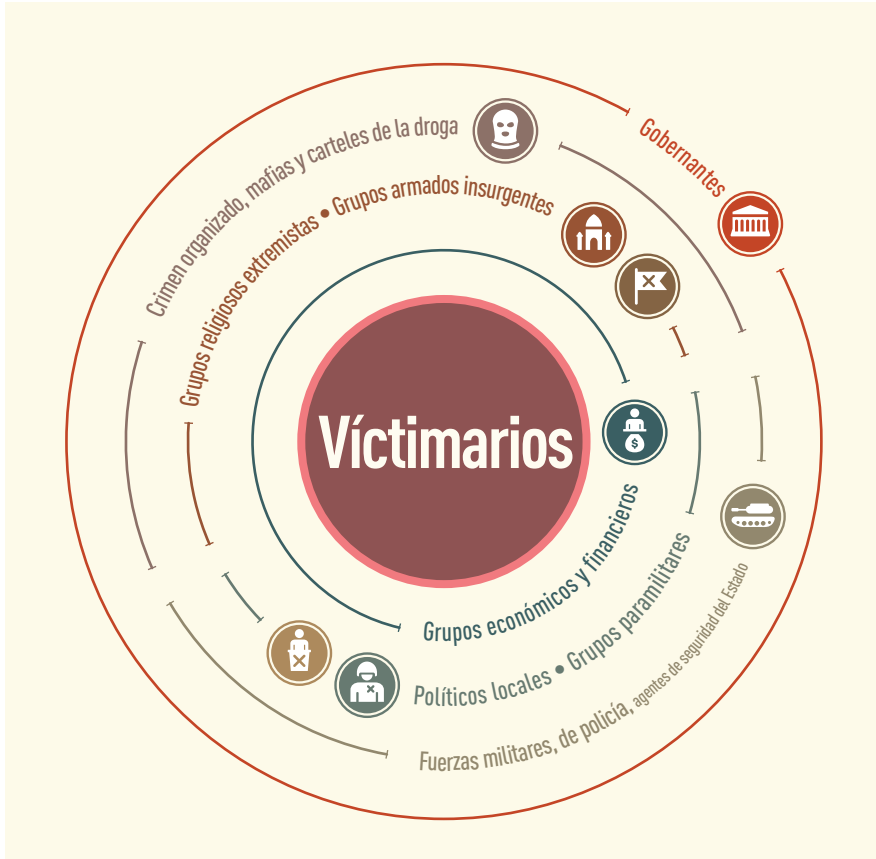 Gobernantes
Crimen organizado, mafias y carteles de la droga
Grupos religiosos extremistas • Grupos armados insurgentes
Víctimarios
$
Grupos económicos y financieros
Políticos locales • Grupos paramilitares
Fuerzas militares, de policía, agentes de seguridad del Estado